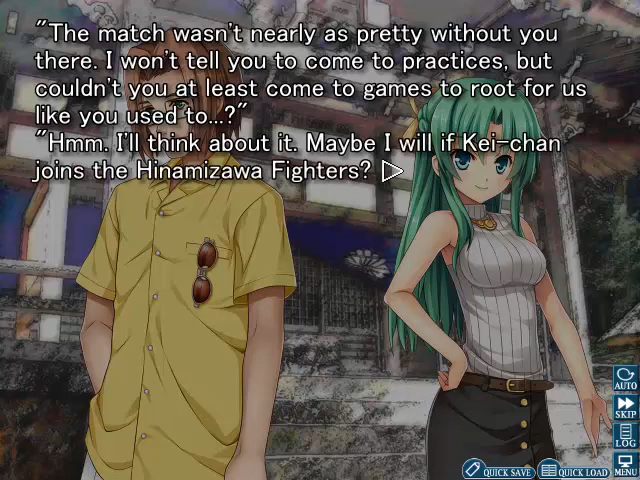 "The match wasn't nearly as pretty without you
there. I won't tell you to come to practices, but
couldn't you at least come to games to root for us
like you used to...?"
"Hmm. I'll think about it. Maybe I will if Kei-chan
joins the Hinamizawa Fighters?
AUTO
SKIP
LOG
MENU
QUICK SAVE
QUICK LOAD